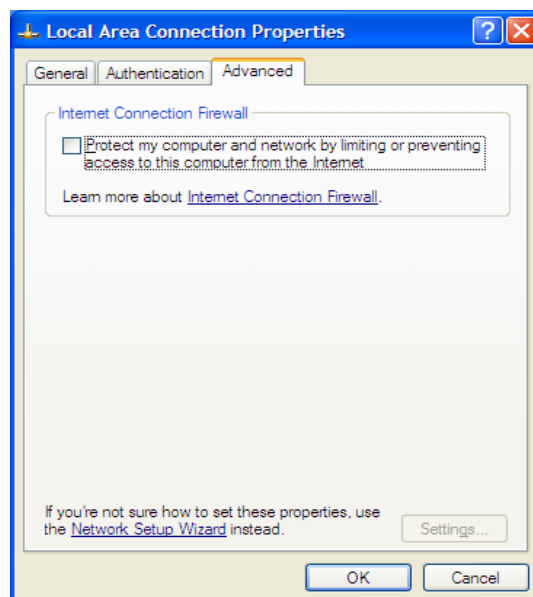 Local Area Connection Properties
General Authentication Advanced
Internet Connection Firewall
Protect my computer and network by limiting or preventing
access to this computer from the Internet
Learn more about Internet Connection Firewall.
If you're not sure how to set these properties, use
the Network Setup Wizard instead.
Settings...
OK Cancel